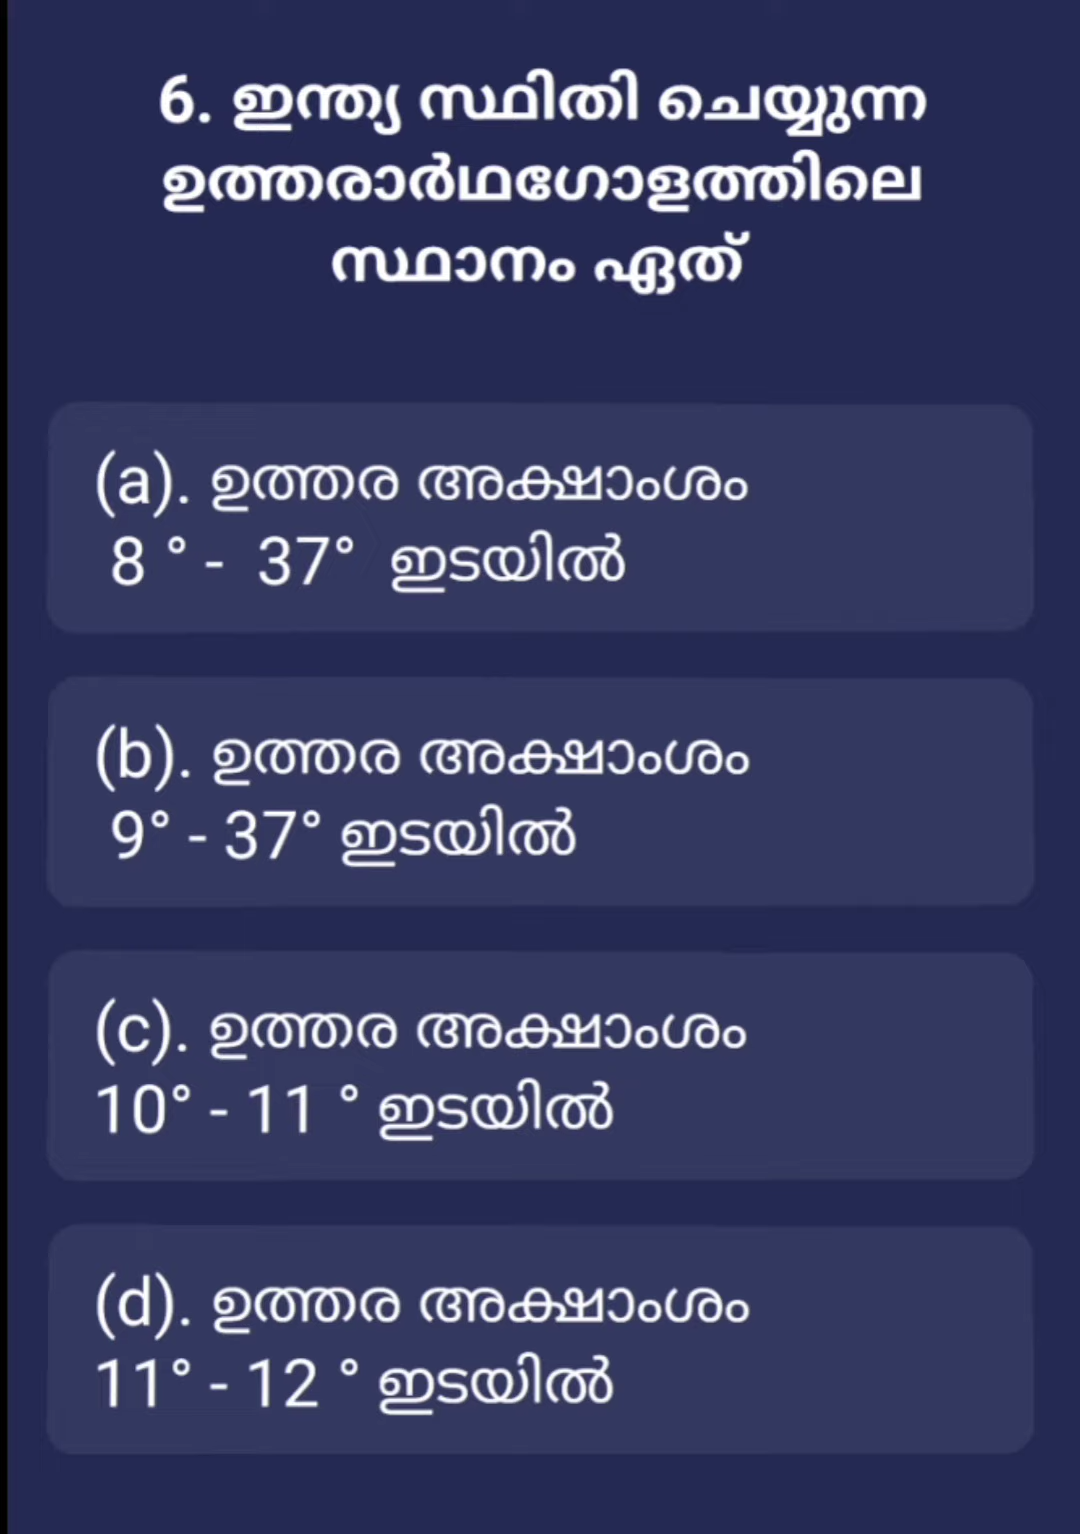 6. ഇന്ത്യ സ്ഥിതി ചെയ്യുന്ന
ഉത്തരാർഥഗോളത്തിലെ
സ്ഥാനം ഏത്
(a). ഉത്തര അക്ഷാംശം
8 ° - 37° ഇടയിൽ
(b). ഉത്തര അക്ഷാംശം
9° - 37° ഇടയിൽ
(c). ഉത്തര അക്ഷാംശം
10° - 11 ° ഇടയിൽ
(d). ഉത്തര അക്ഷാംശം
11° - 12 ° ഇടയിൽ